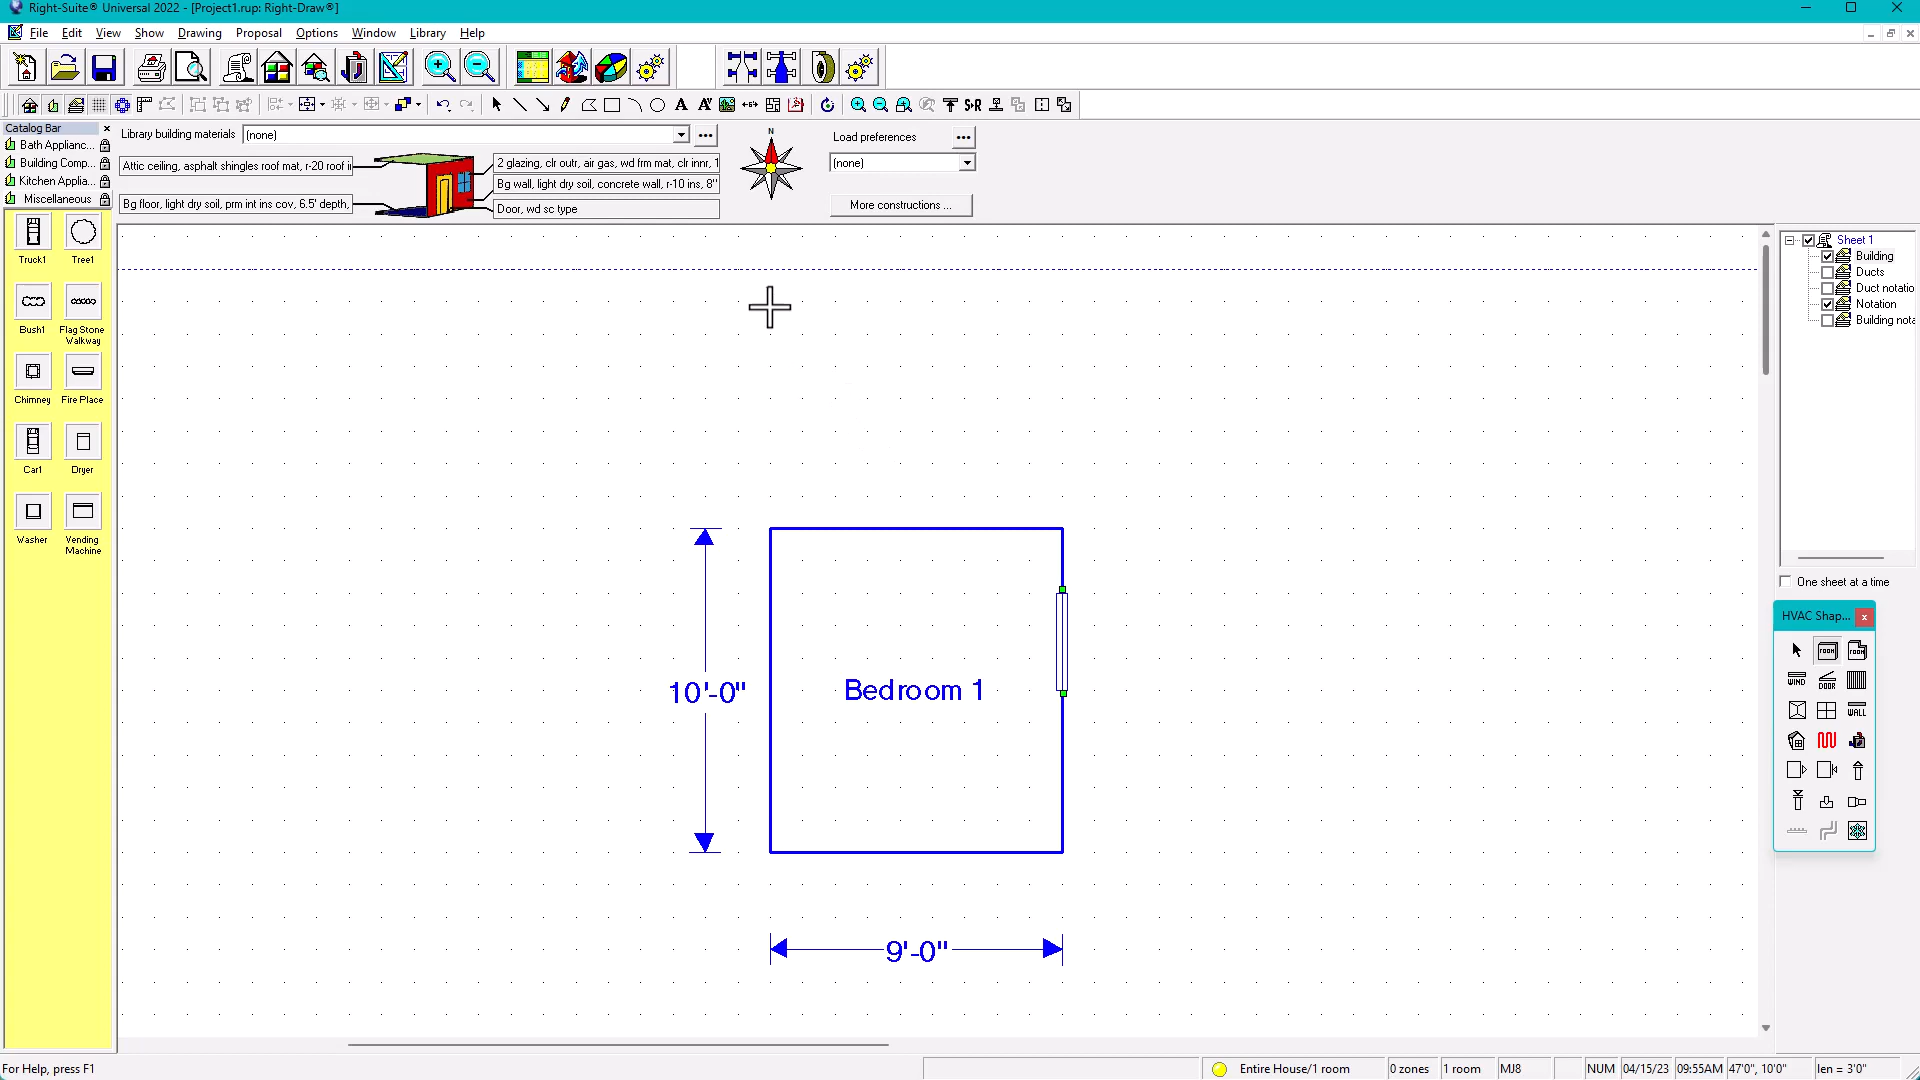 Right-Suite® Universal 2022 - [Project1.rup: Right-Draw®]
File Edit View Show Drawing Proposal Options Window Library Help
S•R
Catalog Bar
Bath Applianc...
Building Comp...
Kitchen Applia...
Miscellaneous
Library building materials (none)
Attic ceiling, asphalt shingles roof mat, r-20 roof i
2 glazing, clr outr, air gas, wd frm mat, clr innr, 1
Bg wall, light dry soil, concrete wall, r-10 ins, 8"
Bg floor, light dry soil, prm int ins cov, 6.5' depth,
Door, wd sc type
N
Load preferences
(none)
More constructions ...
Truck1 Tree1
Bush1 Flag Stone Walkway
Chimney Fire Place
Car1 Dryer
Washer Vending Machine
10'-0"
Bedroom 1
9'-0"
Sheet 1
Building
Ducts
Duct notatio
Notation
Building nota
One sheet at a time
HVAC Shap...
ROOM ROOM
WIND DOOR
WALL
For Help, press F1
Entire House/1 room 0 zones 1 room MJ8 NUM 04/15/23 09:55AM 47'0", 10'0" len = 3'0"